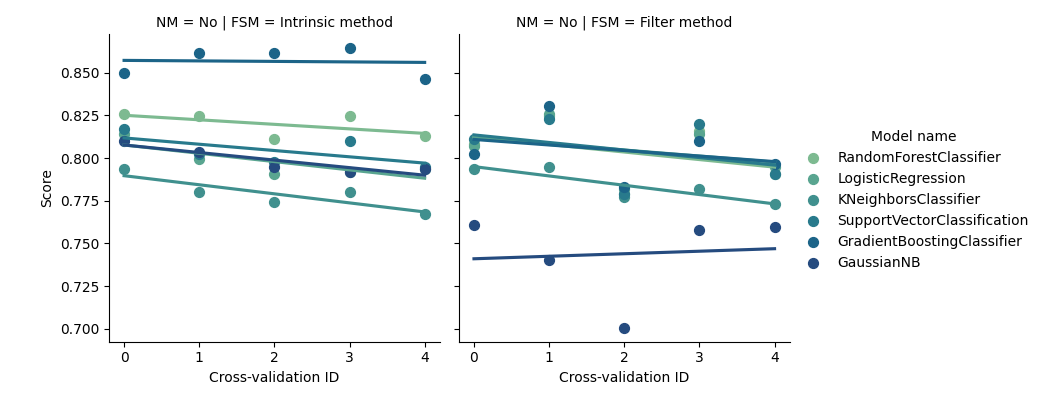 NM = No | FSM = Intrinsic method
NM = No | FSM = Filter method
Score
0.850
0.825
0.800
0.775
0.750
0.725
0.700
0 1 2 3 4
0 1 2 3 4
Cross-validation ID
Cross-validation ID
Model name
RandomForestClassifier
LogisticRegression
KNeighborsClassifier
SupportVectorClassification
GradientBoostingClassifier
GaussianNB